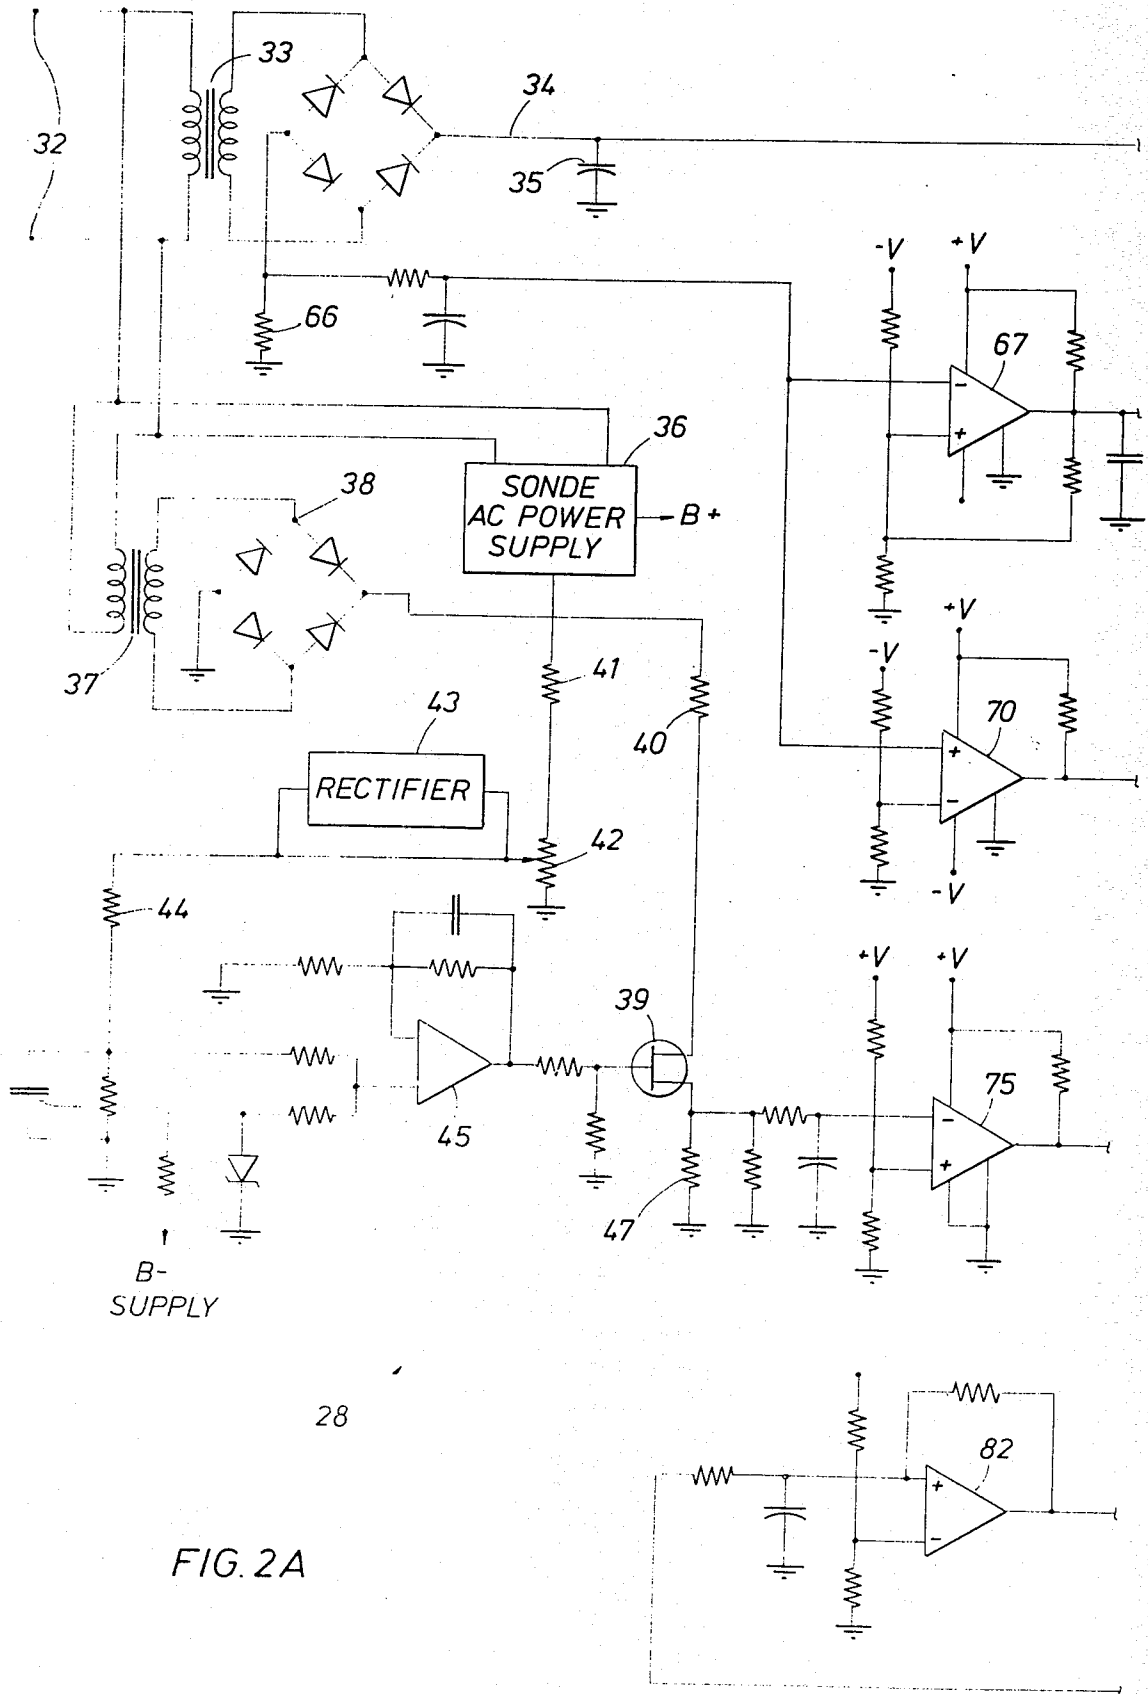 33
34
32
35
-V
+V
66
67
-
+
36
38
SONDE
AC POWER
SUPPLY
B+
37
41
40
+V
-V
43
70
RECTIFIER
+
-
42
44
-V
+V
+V
39
75
45
-
+
47
B-
SUPPLY
28
82
+
-
FIG. 2A